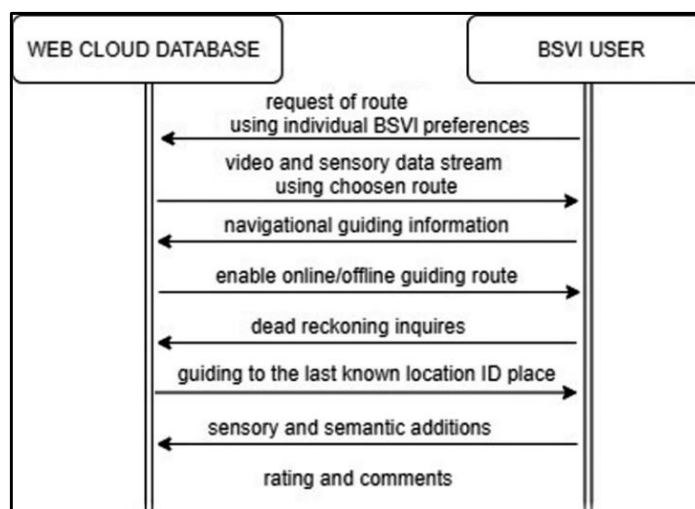 WEB CLOUD DATABASE
BSVI USER
request of route
using individual BSVI preferences
video and sensory data stream
using choosen route
navigational guiding information
enable online/offline guiding route
dead reckoning inquires
guiding to the last known location ID place
sensory and semantic additions
rating and comments